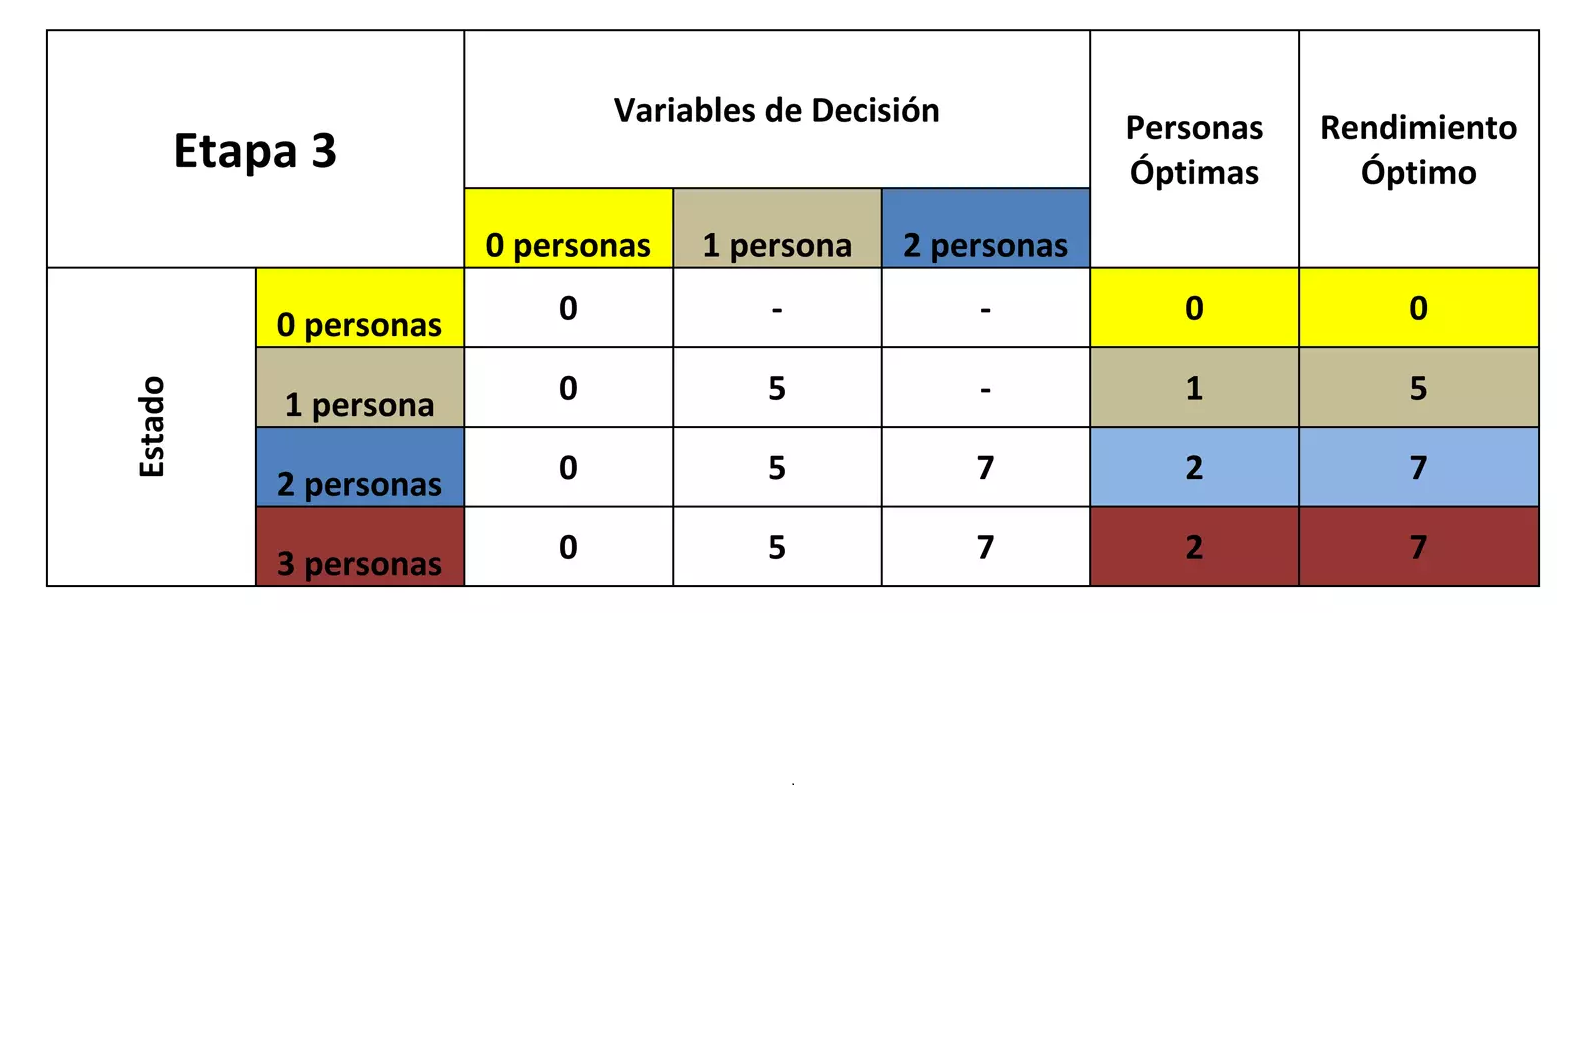 Etapa 3
Variables de Decisión
Personas
Óptimas
Rendimiento
Óptimo
0 personas 1 persona 2 personas
Estado
0 personas 0 - - 0 0
1 persona 0 5 - 1 5
2 personas 0 5 7 2 7
3 personas 0 5 7 2 7
.